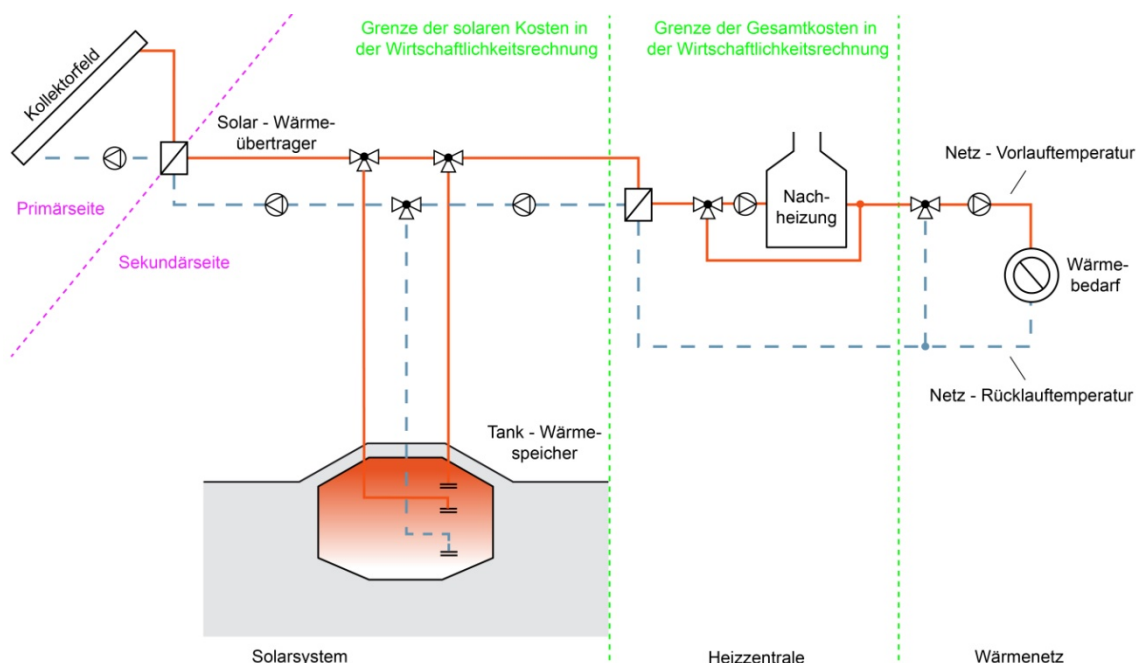 Grenze der solaren Kosten in
der Wirtschaftlichkeitsrechnung
Grenze der Gesamtkosten in
der Wirtschaftlichkeitsrechnung
Kollektorfeld
Solar - Wärme-
übertrager
Primärseite
Sekundärseite
Nach-
heizung
Netz - Vorlauftemperatur
Wärme-
bedarf
Netz - Rücklauftemperatur
Tank - Wärme-
speicher
Solarsystem
Heizzentrale
Wärmenetz